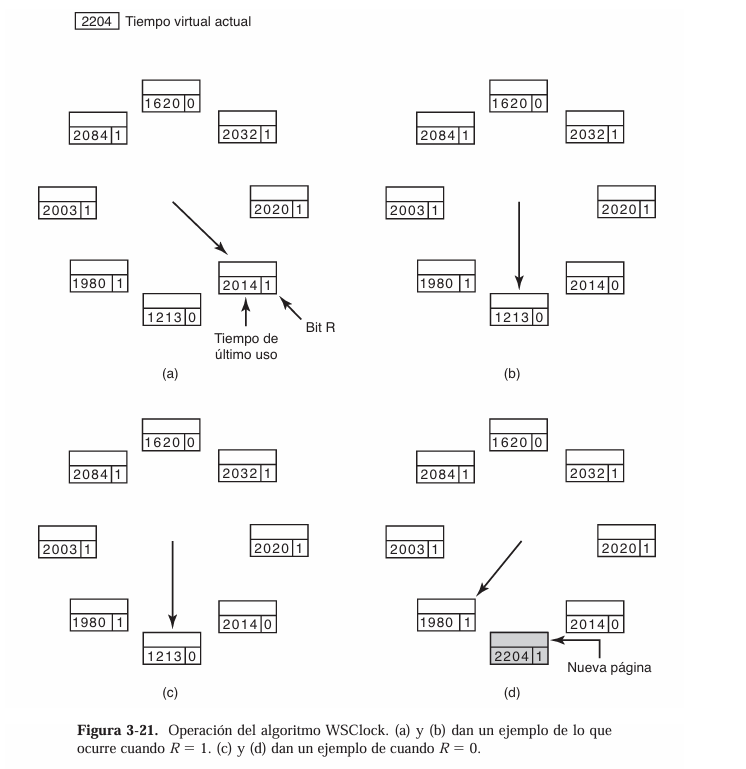 2204 Tiempo virtual actual
1620 0
2084 1
2032 1
2003 1
2020 1
1980 1
2014 1
1213 0
Bit R
Tiempo de
último uso
(a)
1620 0
2084 1
2032 1
2003 1
2020 1
1980 1
2014 0
1213 0
(b)
1620 0
2084 1
2032 1
2003 1
2020 1
1980 1
2014 0
1213 0
(c)
1620 0
2084 1
2032 1
2003 1
2020 1
1980 1
2014 0
2204 1
Nueva página
(d)
Figura 3-21. Operación del algoritmo WSClock. (a) y (b) dan un ejemplo de lo que
ocurre cuando R = 1. (c) y (d) dan un ejemplo de cuando R = 0.